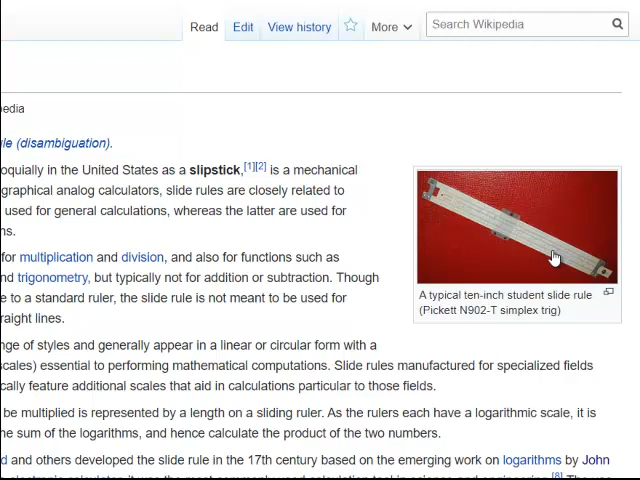 Read Edit View history More Search Wikipedia
pedia
ile (disambiguation).
oquially in the United States as a slipstick,[1][2] is a mechanical
graphical analog calculators, slide rules are closely related to
used for general calculations, whereas the latter are used for
ns.
for multiplication and division, and also for functions such as
nd trigonometry, but typically not for addition or subtraction. Though
e to a standard ruler, the slide rule is not meant to be used for
raight lines.
A typical ten-inch student slide rule
(Pickett N902-T simplex trig)
nge of styles and generally appear in a linear or circular form with a
scales) essential to performing mathematical computations. Slide rules manufactured for specialized fields
cally feature additional scales that aid in calculations particular to those fields.
be multiplied is represented by a length on a sliding ruler. As the rulers each have a logarithmic scale, it is
he sum of the logarithms, and hence calculate the product of the two numbers.
d and others developed the slide rule in the 17th century based on the emerging work on logarithms by John